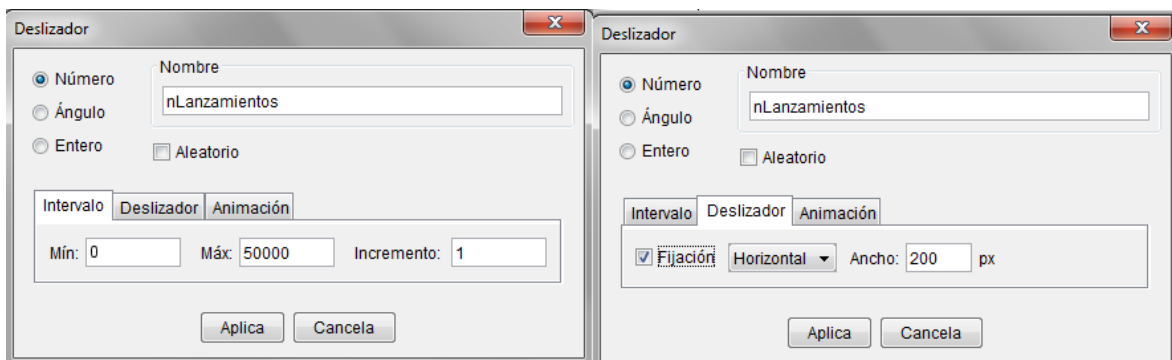 Deslizador
Número
Ángulo
Entero
Nombre
nLanzamientos
Aleatorio
Intervalo Deslizador Animación
Mín: 0 Máx: 50000 Incremento: 1
Aplica Cancela
Deslizador
Número
Ángulo
Entero
Nombre
nLanzamientos
Aleatorio
Intervalo Deslizador Animación
Fijación Horizontal Ancho: 200 px
Aplica Cancela